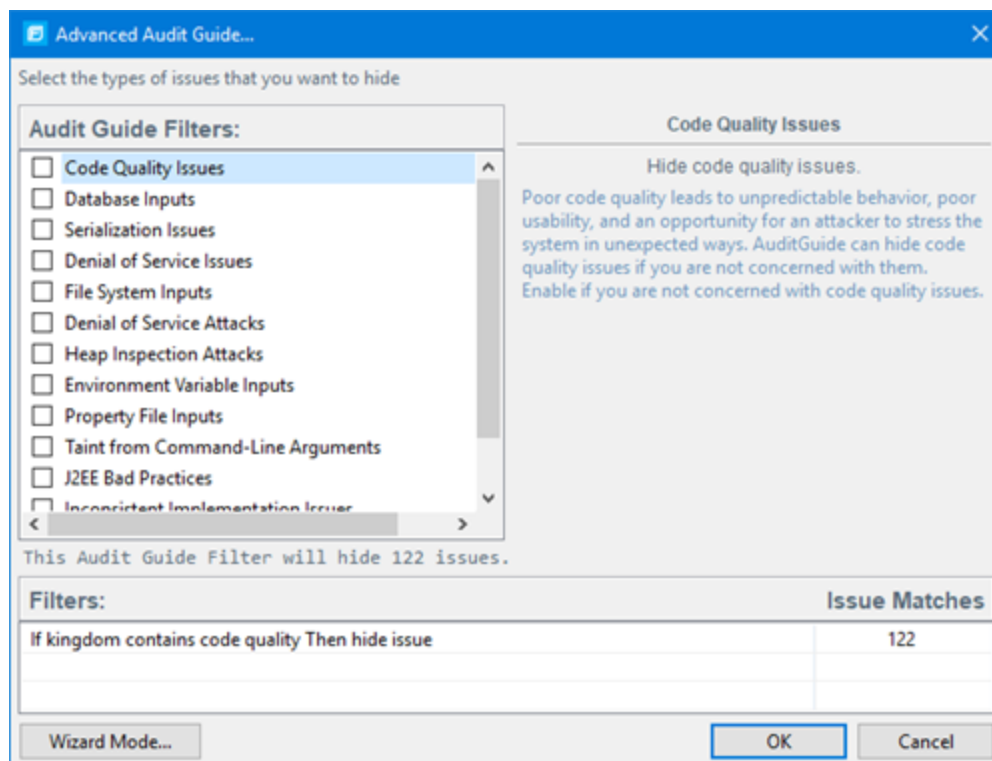 Advanced Audit Guide...
Select the types of issues that you want to hide
Audit Guide Filters:
Code Quality Issues
Database Inputs
Serialization Issues
Denial of Service Issues
File System Inputs
Denial of Service Attacks
Heap Inspection Attacks
Environment Variable Inputs
Property File Inputs
Taint from Command-Line Arguments
J2EE Bad Practices
Inconsistent Implementation Issues
Code Quality Issues
Hide code quality issues.
Poor code quality leads to unpredictable behavior, poor
usability, and an opportunity for an attacker to stress the
system in unexpected ways. AuditGuide can hide code
quality issues if you are not concerned with them.
Enable if you are not concerned with code quality issues.
This Audit Guide Filter will hide 122 issues.
Filters: Issue Matches
If kingdom contains code quality Then hide issue 122
Wizard Mode... OK Cancel